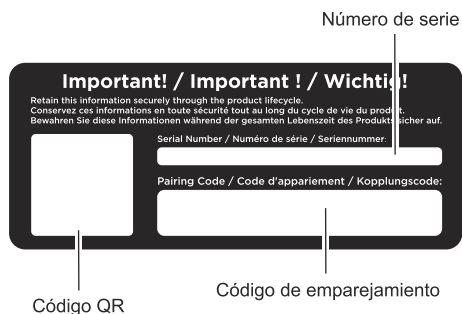 Número de serie
Important! / Important ! / Wichtig!
Retain this information securely through the product lifecycle.
Conservez ces informations en toute sécurité tout au long du cycle de vie du produit.
Bewahren Sie diese Informationen während der gesamten Lebenszeit des Produkts sicher auf.
Serial Number / Numéro de série / Seriennummer:
Pairing Code / Code d'appariement / Kopplungscode:
Código de emparejamiento
Código QR